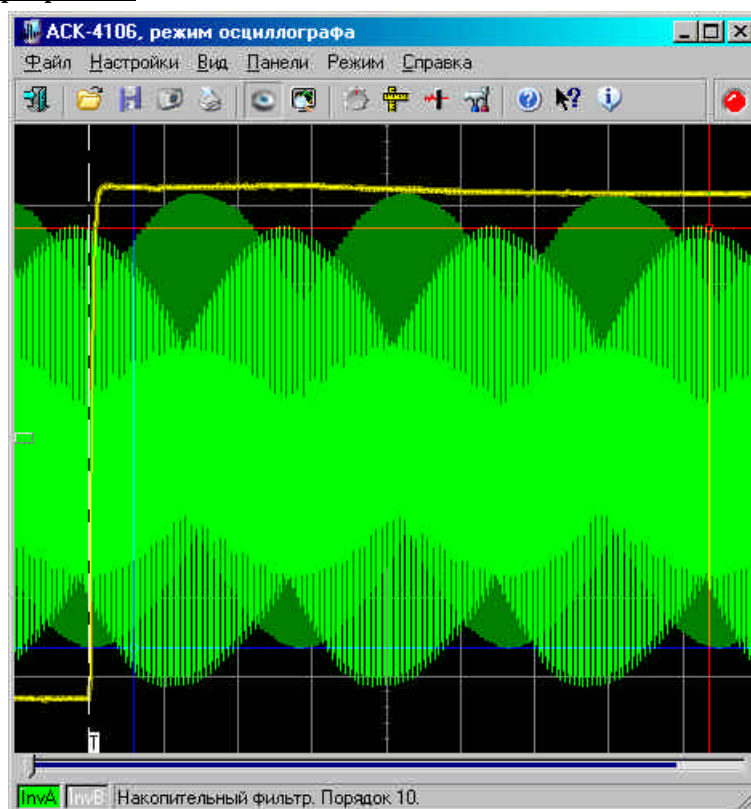 АСК-4106, режим осциллографа
Файл Настройки Вид Панели Режим Справка
T
InvA InvB Накопительный фильтр. Порядок 10.